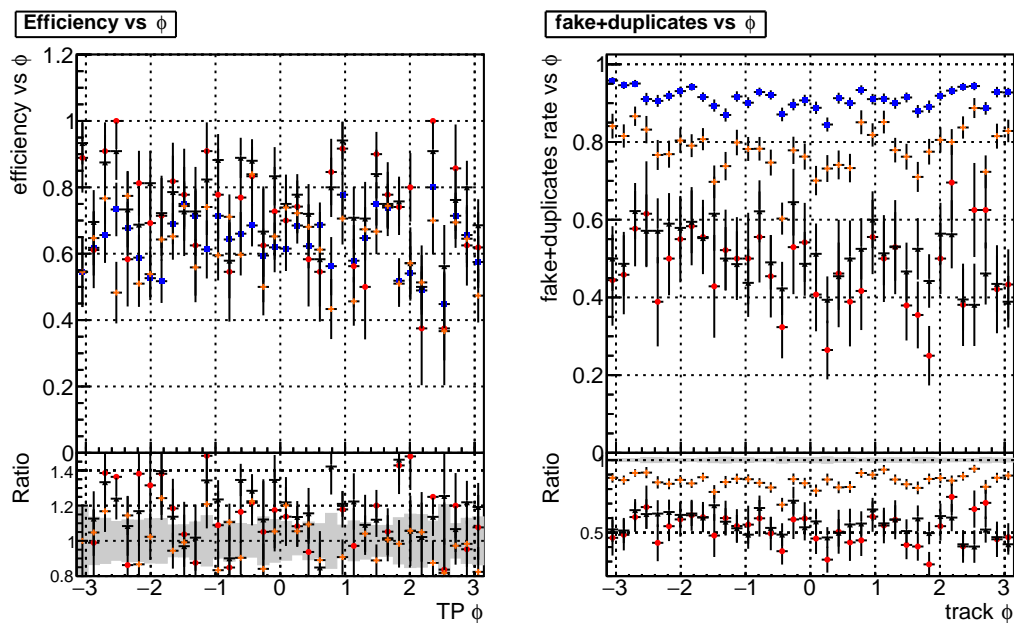 Efficiency vs ϕ
efficiency vs ϕ
1.2
1
0.8
0.6
0.4
0.2
0
Ratio
1.4
1.2
1
0.8
−3 −2 −1 0 1 2 3
TP ϕ
fake+duplicates vs ϕ
fake+duplicates rate vs ϕ
1
0.8
0.6
0.4
0.2
0
Ratio
1
0.5
−3 −2 −1 0 1 2 3
track ϕ